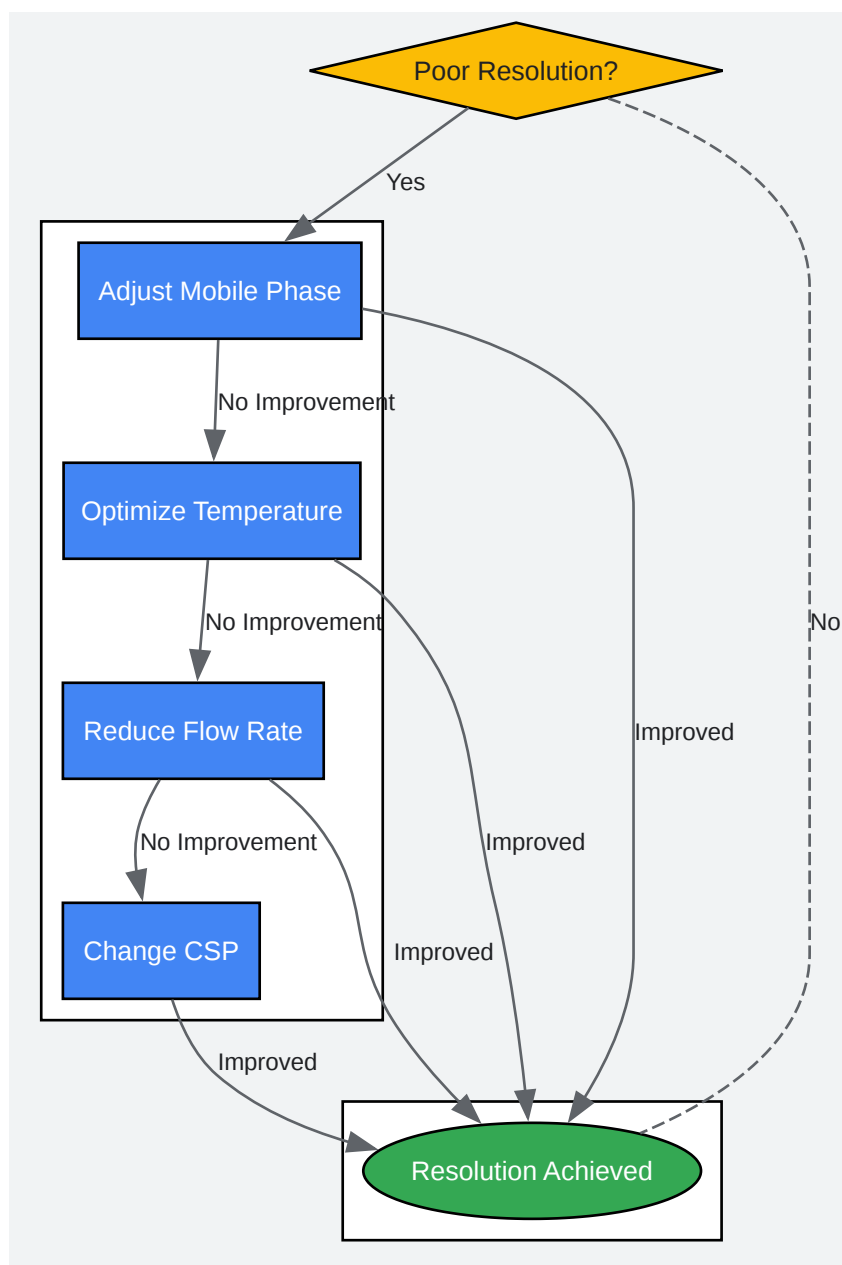 Poor Resolution?
Yes
Adjust Mobile Phase
No Improvement
Optimize Temperature
No Improvement
No
Reduce Flow Rate
Improved
No Improvement
Improved
Change CSP
Improved
Improved
Resolution Achieved